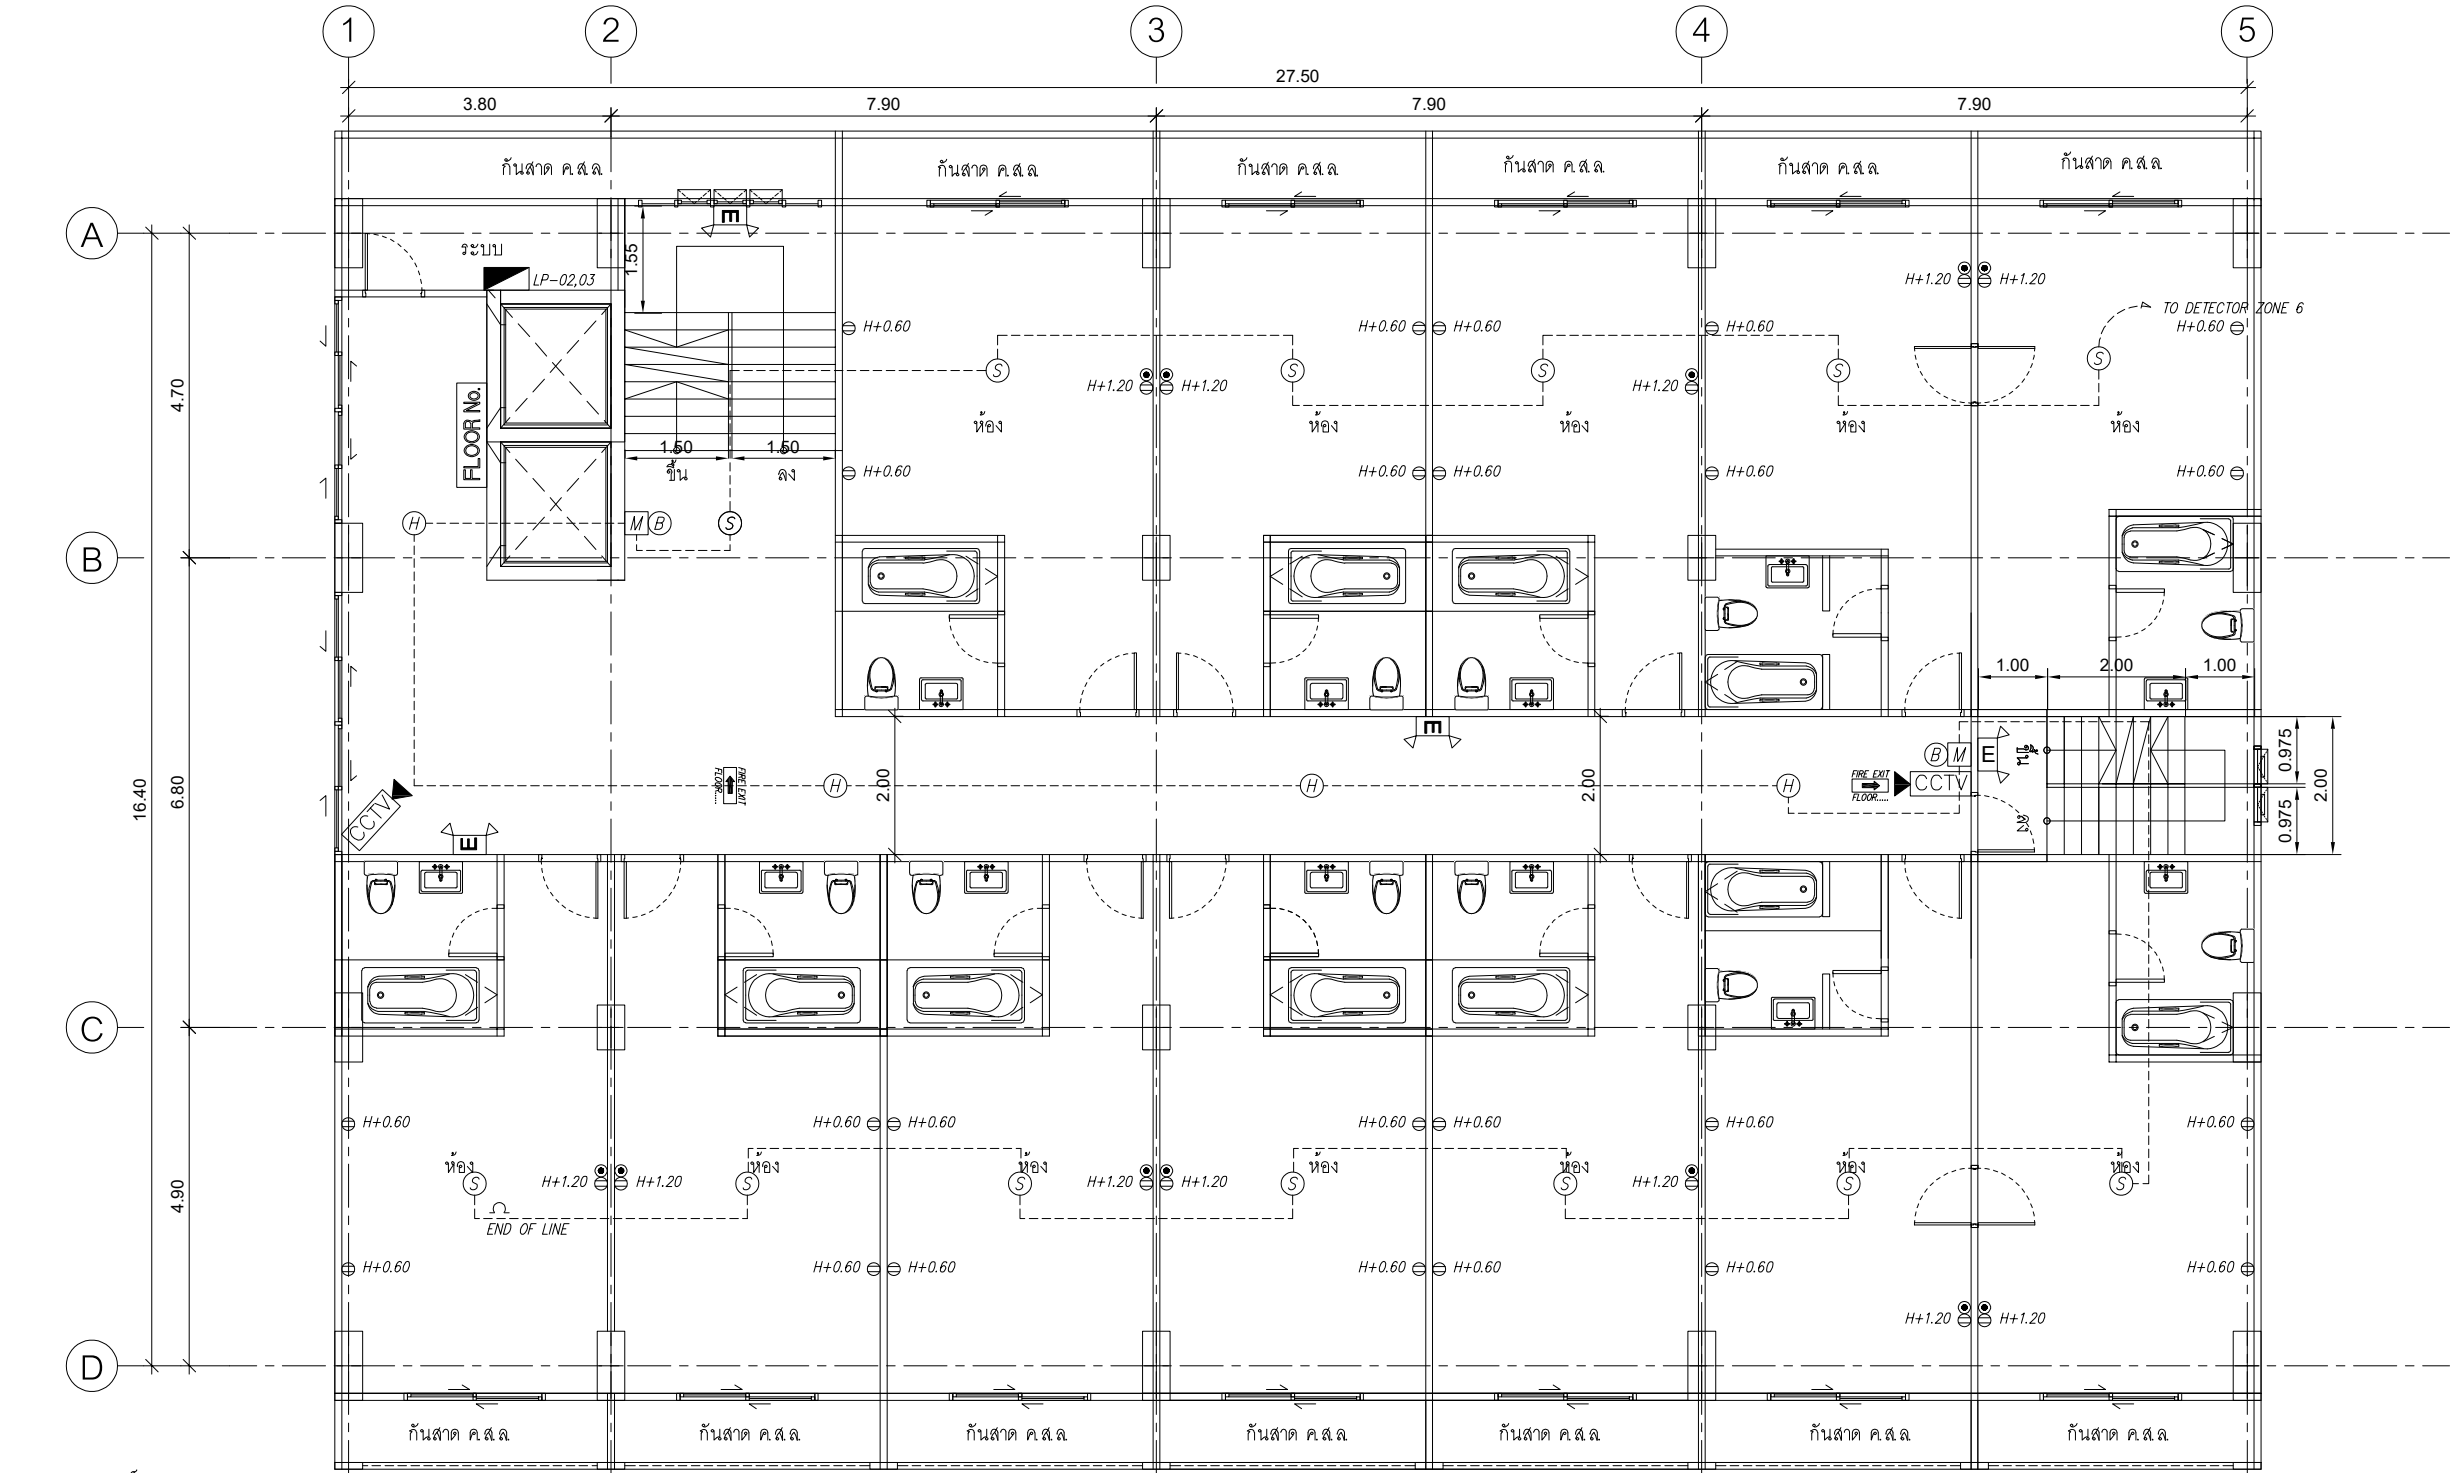 1 2 3 4 5
27.50
3.80 7.90 7.90 7.90
กันสาด ค.ส.ล. กันสาด ค.ส.ล. กันสาด ค.ส.ล. กันสาด ค.ส.ล. กันสาด ค.ส.ล. กันสาด ค.ส.ล.
A
E
ระบบ
1.55
LP-02,03
H+1.20 H+1.20
TO DETECTOR ZONE 6
H+0.60 H+0.60 H+0.60 H+0.60 H+0.60
S S S S S
4.70
H+1.20 H+1.20 H+1.20
FLOOR No.
ห้อง ห้อง ห้อง ห้อง ห้อง
1.50 1.50
ขึ้น ลง
H+0.60 H+0.60 H+0.60 H+0.60 H+0.60
H M B S
B
1.00 2.00 1.00
E
B M E ขึ้น
0.975
16.40
6.80
FIRE EXIT
FLOOR.....
H 2.00 H 2.00 H
FIRE EXIT
FLOOR.....
CCTV
2.00
CCTV
ลง
0.975
E
C
H+0.60 H+0.60 H+0.60 H+0.60 H+0.60 H+0.60 H+0.60
ห้อง ห้อง ห้อง ห้อง ห้อง ห้อง ห้อง
4.90
S H+1.20 H+1.20 S S H+1.20 H+1.20 S S H+1.20 S S
END OF LINE
H+0.60 H+0.60 H+0.60 H+0.60 H+0.60 H+0.60 H+0.60
H+1.20 H+1.20
D
กันสาด ค.ส.ล. กันสาด ค.ส.ล. กันสาด ค.ส.ล. กันสาด ค.ส.ล. กันสาด ค.ส.ล. กันสาด ค.ส.ล. กันสาด ค.ส.ล.